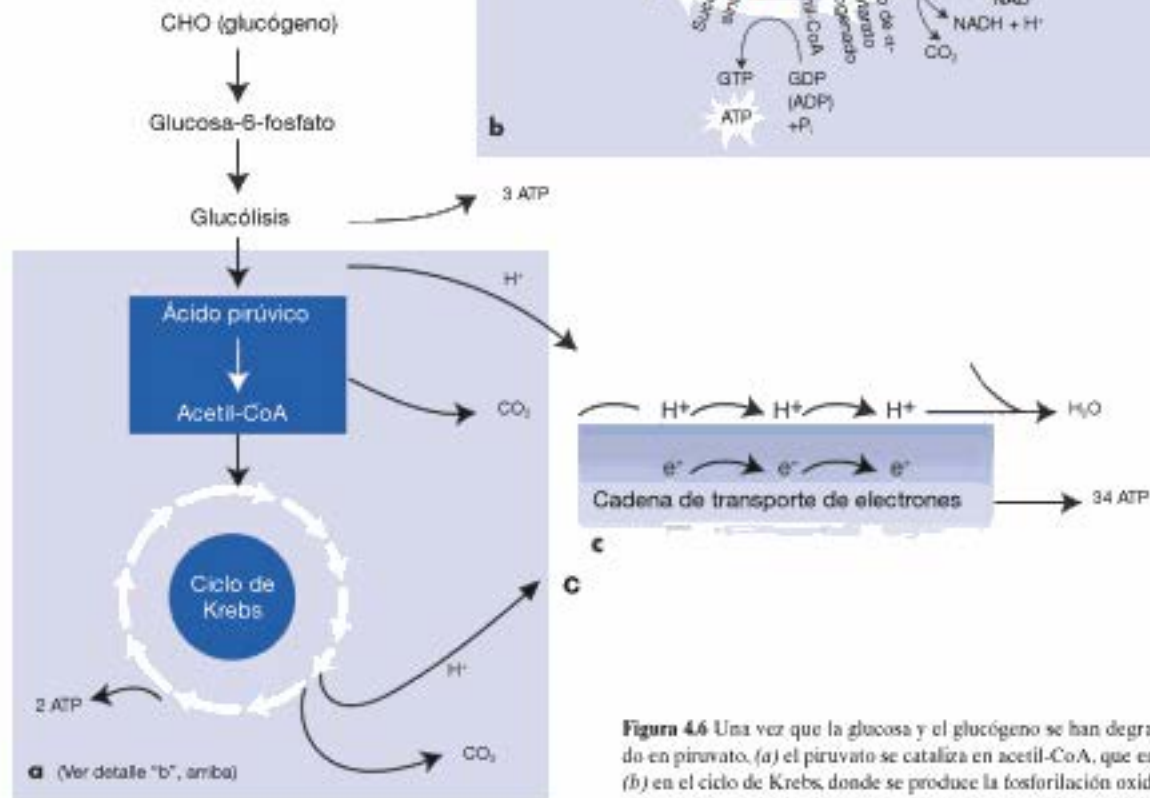 CHO (glucógeno)
Glucosa-6-fosfato
Glucólisis
3 ATP
H⁺
Ácido pirúvico
Acetil-CoA
CO₂
Ciclo de
Krebs
2 ATP
H⁺
CO₂
a (Ver detalle "b", arriba)
GTP
ATP
GDP
(ADP)
+Pᵢ
NADH + H⁺
CO₂
b
H⁺ H⁺ H⁺
H₂O
e⁻ e⁻ e⁻
Cadena de transporte de electrones
34 ATP
c
C
Figura 4.6 Una vez que la glucosa y el glucógeno se han degra-
do en piruvato, (a) el piruvato se cataliza en acetil-CoA, que
(b) en el ciclo de Krebs, donde se produce la fosforilación